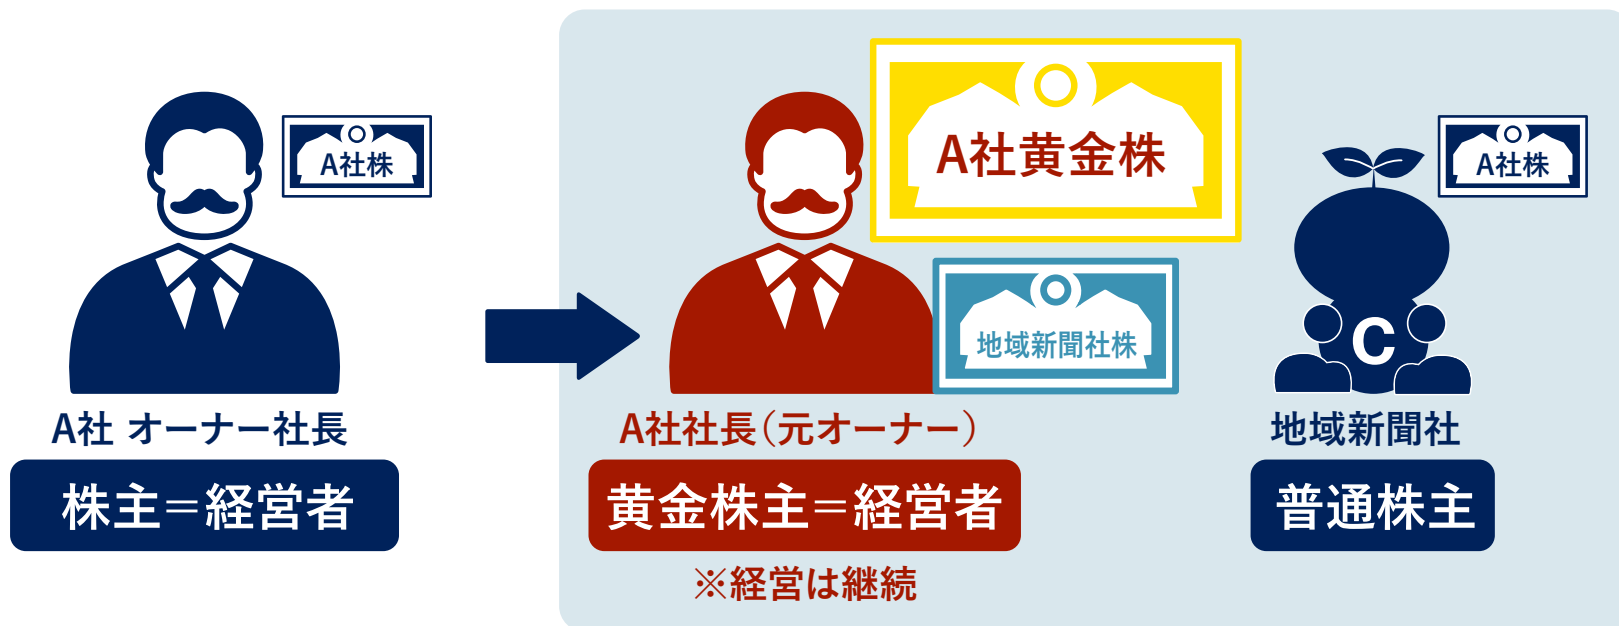 A社株
A社 オーナー社長
株主＝経営者
A社黄金株
地域新聞社株
A社社長（元オーナー）
黄金株主＝経営者
※経営は継続
A社株
C
地域新聞社
普通株主